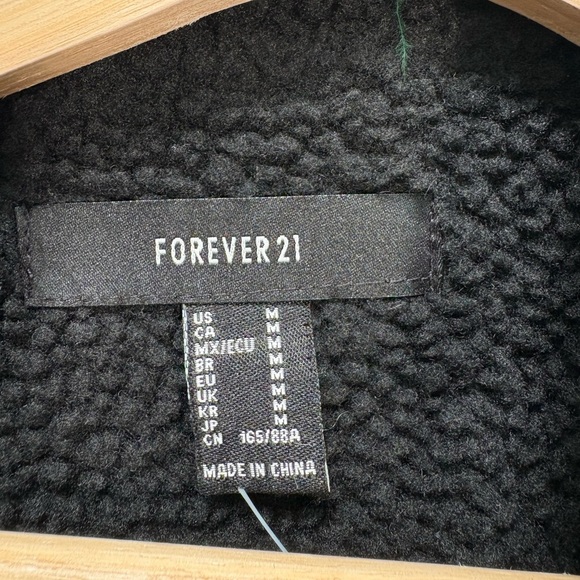 FOREVER 21
US M
CA M
MX/ECU M
BR M
EU M
UK M
KR M
JP M
CN 165/88A
MADE IN CHINA